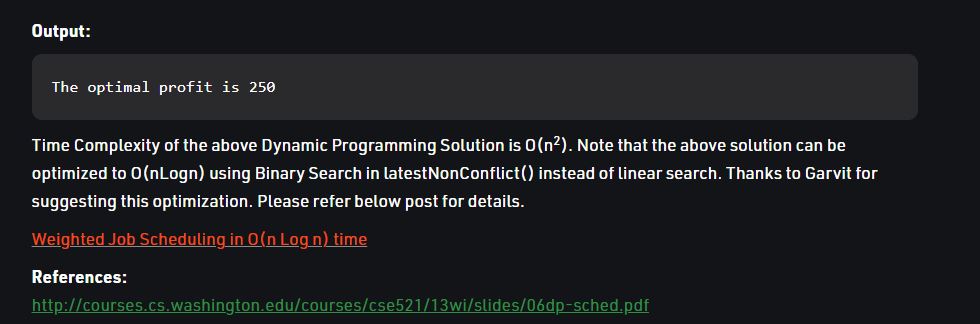 Output:
The optimal profit is 250
Time Complexity of the above Dynamic Programming Solution is O(n²). Note that the above solution can be
optimized to O(nLogn) using Binary Search in latestNonConflict() instead of linear search. Thanks to Garvit for
suggesting this optimization. Please refer below post for details.
Weighted Job Scheduling in O(n Log n) time
References:
http://courses.cs.washington.edu/courses/cse521/13wi/slides/06dp-sched.pdf